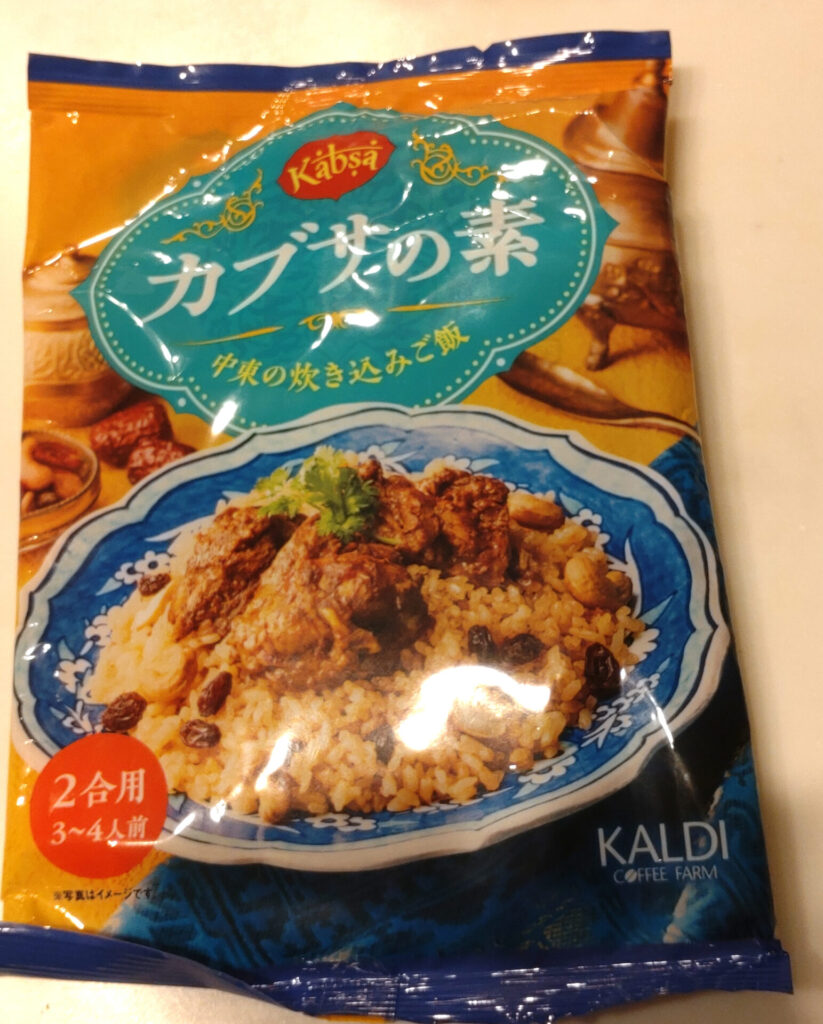 Kabsa
カブサの素
中東の炊き込みご飯
2合用
3~4人前
※写真はイメージです。
KALDI
COFFEE FARM